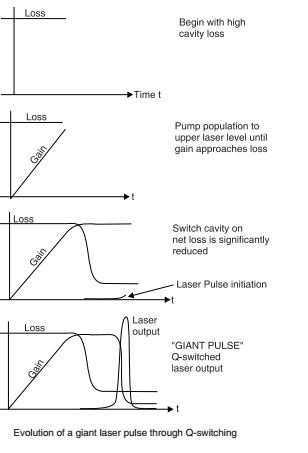 Loss
Begin with high
cavity loss
Time t
Loss
Gain
Pump population to
upper laser level until
gain approaches loss
t
Loss
Gain
Switch cavity on
net loss is significantly
reduced
Laser Pulse initiation
t
Loss
Gain
Laser
output
"GIANT PULSE"
Q-switched
laser output
t
Evolution of a giant laser pulse through Q-switching